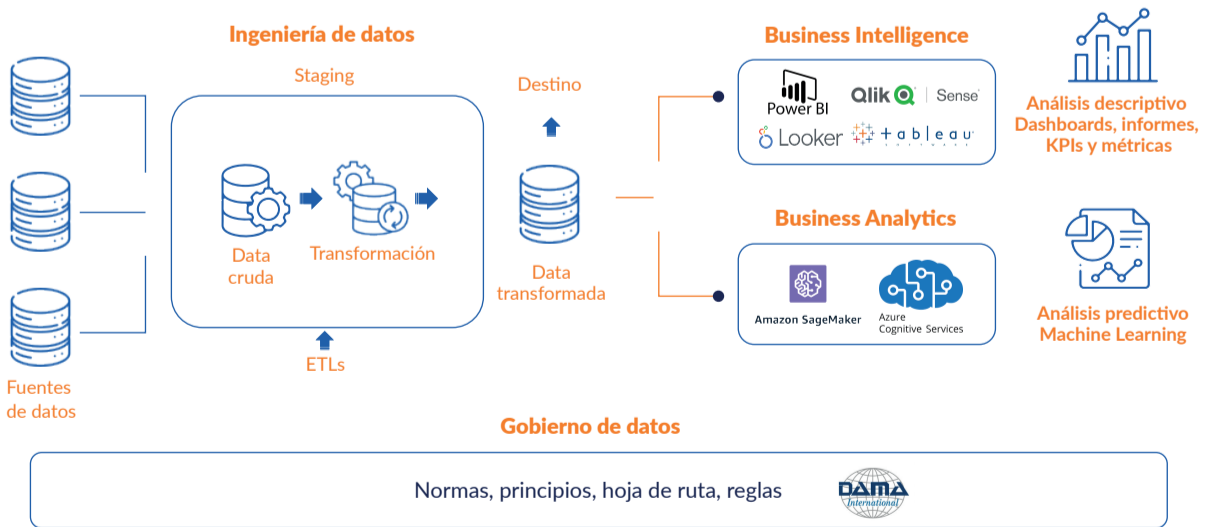 Ingeniería de datos
Staging
Data
cruda
Transformación
ETLs
Fuentes
de datos
Destino
Data
transformada
Business Intelligence
Power BI
Qlik Q | Sense
Looker
+ableau
Análisis descriptivo
Dashboards, informes,
KPIs y métricas
Business Analytics
Amazon SageMaker
Azure
Cognitive Services
Análisis predictivo
Machine Learning
Gobierno de datos
Normas, principios, hoja de ruta, reglas
DAMA
International